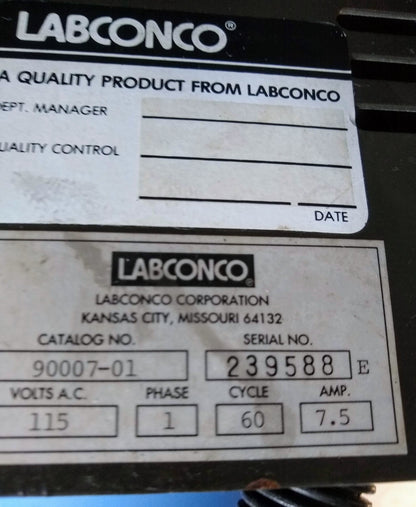 LABCONCO®
A QUALITY PRODUCT FROM LABCONCO
DEPT. MANAGER
QUALITY CONTROL
DATE
LABCONCO®
LABCONCO CORPORATION
KANSAS CITY, MISSOURI 64132
CATALOG NO. SERIAL NO.
90007-01 239588 E
VOLTS A.C. PHASE CYCLE AMP.
115 1 60 7.5